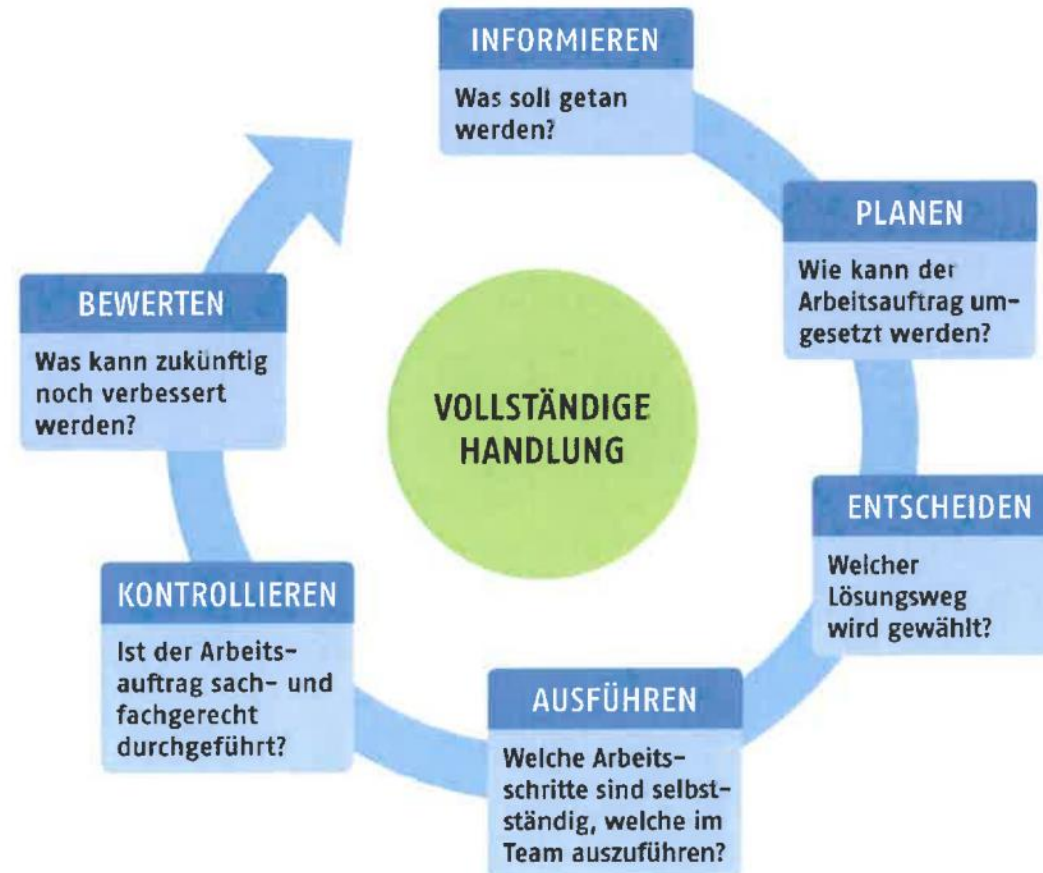 INFORMIEREN
Was soll getan
werden?
PLANEN
Wie kann der
Arbeitsauftrag um-
gesetzt werden?
ENTSCHEIDEN
Welcher
Lösungsweg
wird gewählt?
AUSFÜHREN
Welche Arbeits-
schritte sind selbst-
ständig, welche im
Team auszuführen?
KONTROLLIEREN
Ist der Arbeits-
auftrag sach- und
fachgerecht
durchgeführt?
BEWERTEN
Was kann zukünftig
noch verbessert
werden?
VOLLSTÄNDIGE
HANDLUNG